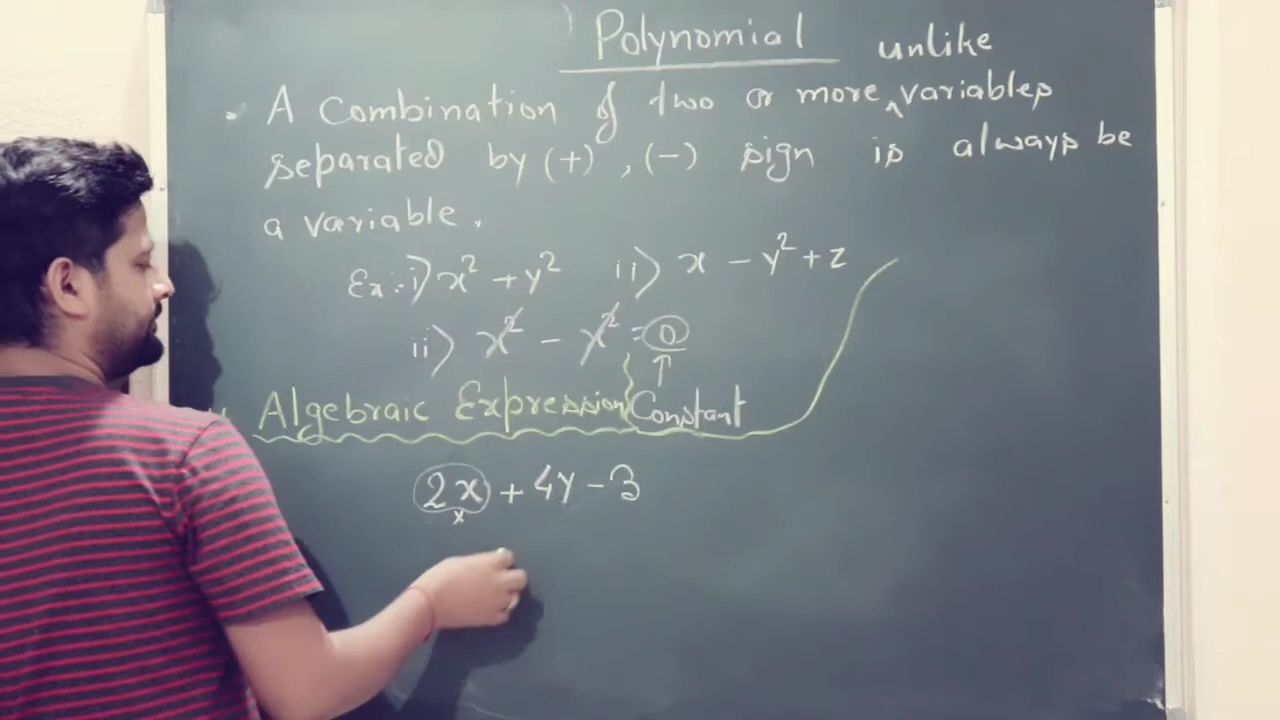 Polynomial
unlike
A Combination of two or more ^ variables
separated by (+) , (-) sign is always be
a variable.
Ex:- i) x² + y² ii) x - y² + z
ii) x² - x² = 0
↑
Algebraic Expression Constant
2x + 4y - 3
x